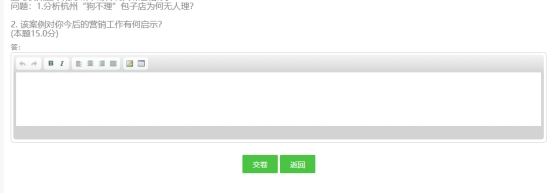 问题：1.分析杭州“狗不理”包子店为何无人理?
2. 该案例对你今后的营销工作有何启示?
(本题15.0分)
答:
B I
交卷 返回